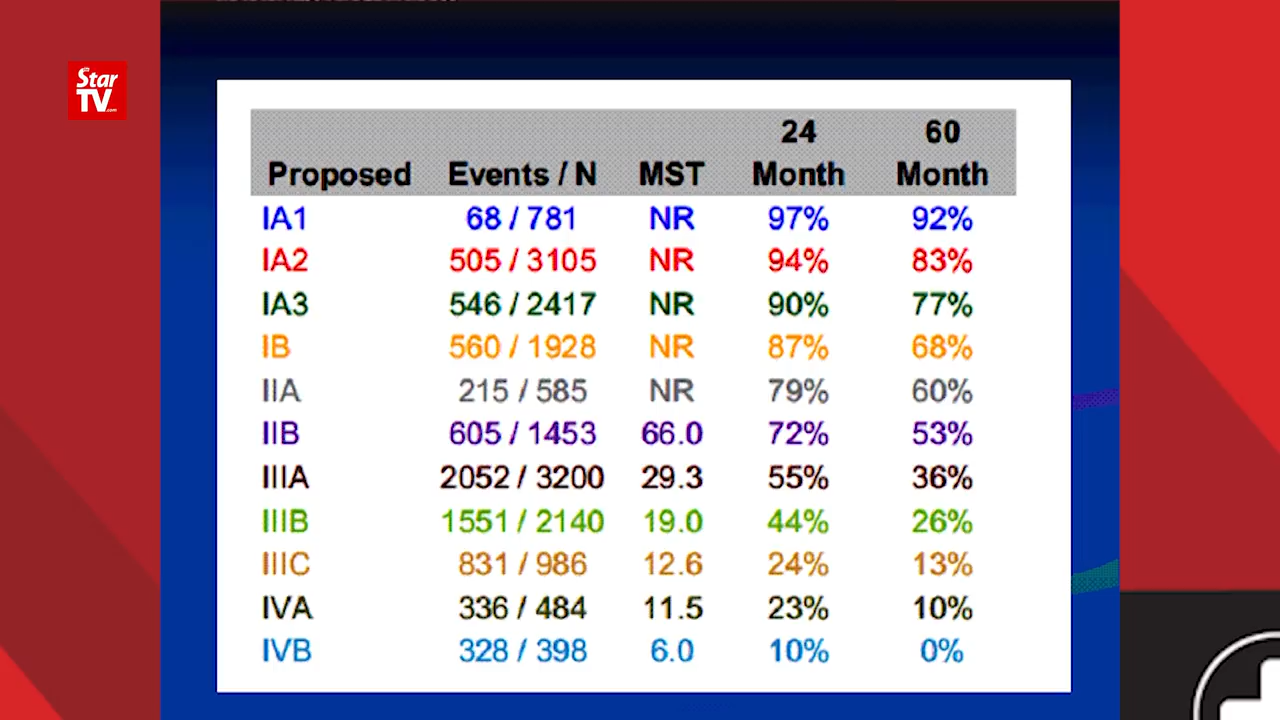 Star
TV.com
24 60
Proposed Events / N MST Month Month
IA1 68 / 781 NR 97% 92%
IA2 505 / 3105 NR 94% 83%
IA3 546 / 2417 NR 90% 77%
IB 560 / 1928 NR 87% 68%
IIA 215 / 585 NR 79% 60%
IIB 605 / 1453 66.0 72% 53%
IIIA 2052 / 3200 29.3 55% 36%
IIIB 1551 / 2140 19.0 44% 26%
IIIC 831 / 986 12.6 24% 13%
IVA 336 / 484 11.5 23% 10%
IVB 328 / 398 6.0 10% 0%